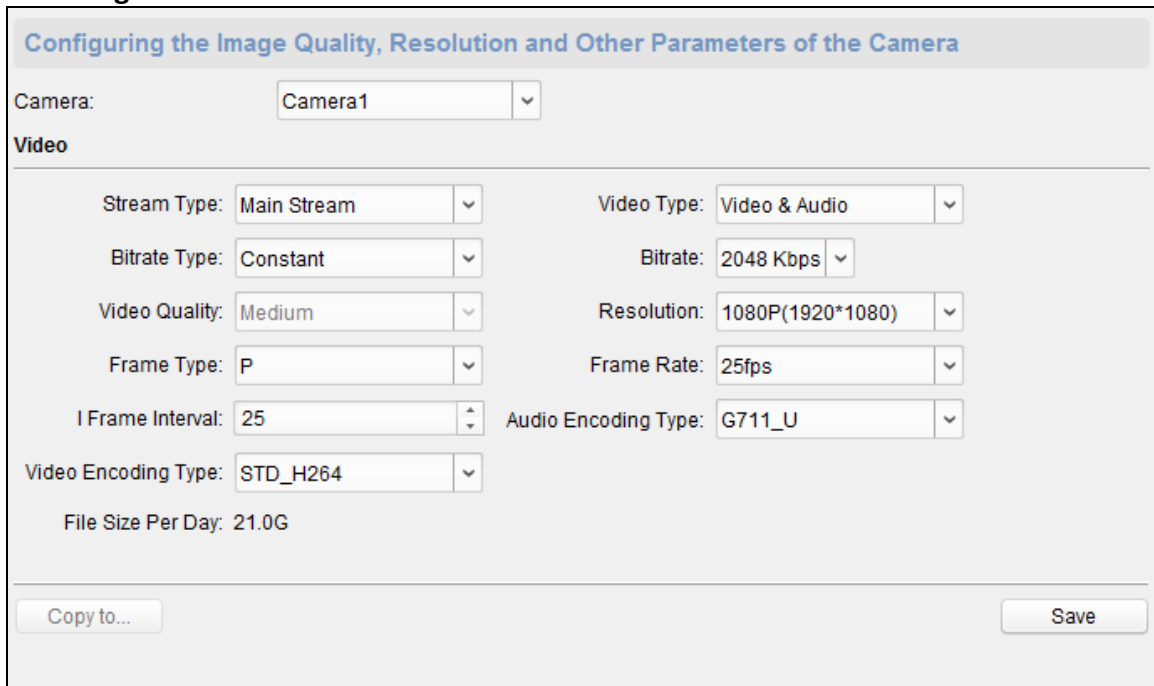 Configuring the Image Quality, Resolution and Other Parameters of the Camera
Camera: Camera1
Video
Stream Type: Main Stream Video Type: Video & Audio
Bitrate Type: Constant Bitrate: 2048 Kbps
Video Quality: Medium Resolution: 1080P(1920*1080)
Frame Type: P Frame Rate: 25fps
I Frame Interval: 25 Audio Encoding Type: G711_U
Video Encoding Type: STD_H264
File Size Per Day: 21.0G
Copy to... Save